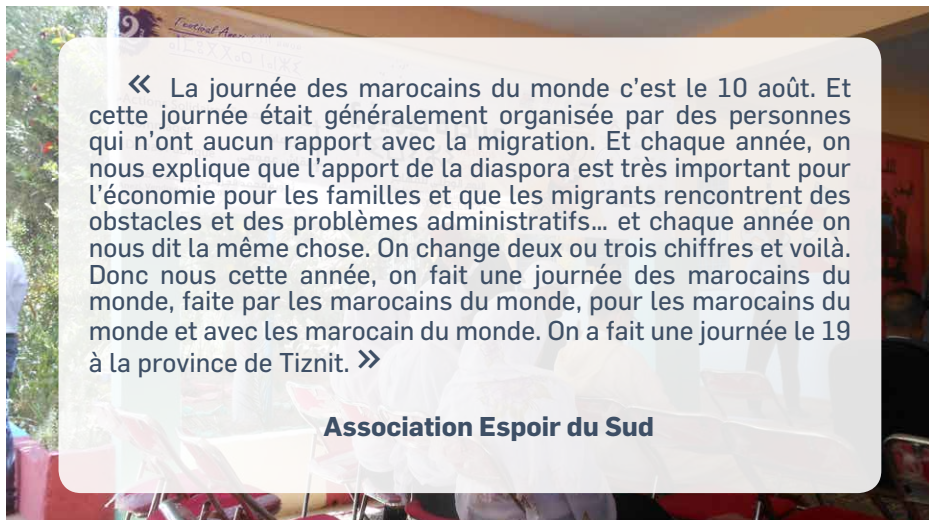 « La journée des marocains du monde c'est le 10 août. Et
cette journée était généralement organisée par des personnes
qui n'ont aucun rapport avec la migration. Et chaque année, on
nous explique que l'apport de la diaspora est très important pour
l'économie pour les familles et que les migrants rencontrent des
obstacles et des problèmes administratifs... et chaque année on
nous dit la même chose. On change deux ou trois chiffres et voilà.
Donc nous cette année, on fait une journée des marocains du
monde, faite par les marocains du monde, pour les marocains du
monde et avec les marocain du monde. On a fait une journée le 19
à la province de Tiznit. »
Association Espoir du Sud